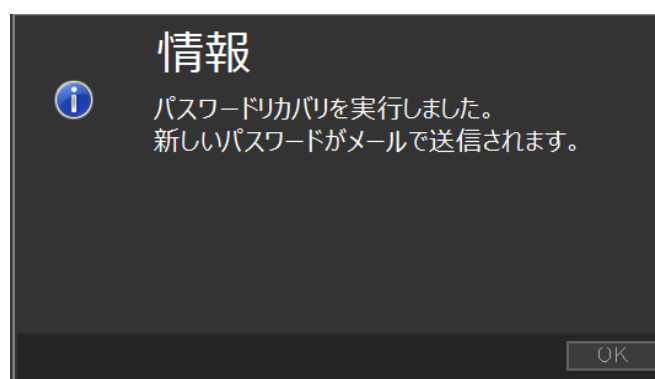 情報
パスワードリカバリを実行しました。
新しいパスワードがメールで送信されます。
OK